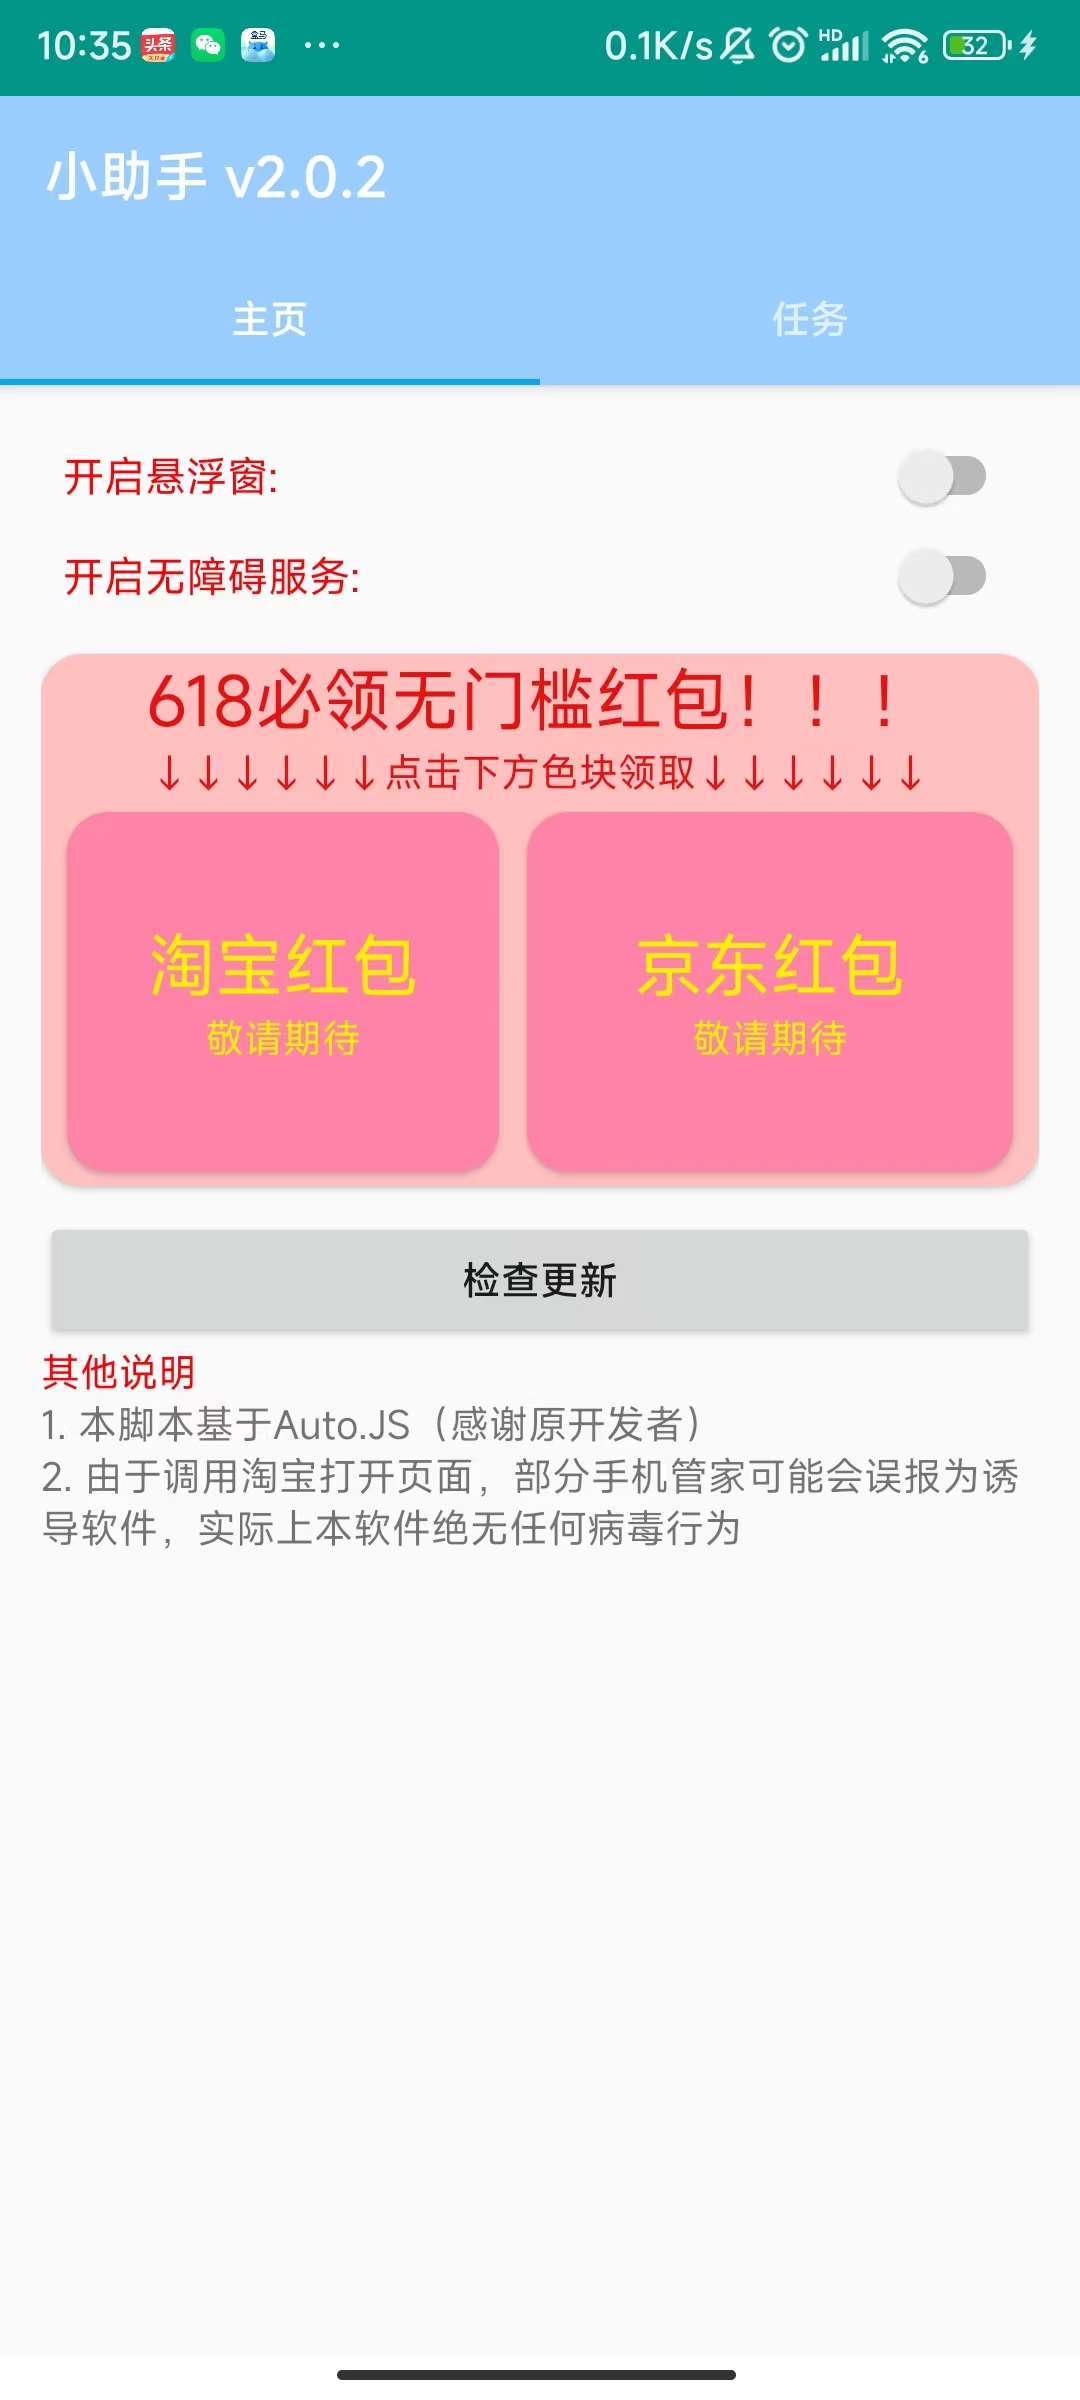 10:35 头条 盒马 ··· 0.1K/s HD 6 32
小助手 v2.0.2
主页 任务
开启悬浮窗:
开启无障碍服务:
618必领无门槛红包！！！
↓↓↓↓↓↓点击下方色块领取↓↓↓↓↓↓
淘宝红包 京东红包
敬请期待 敬请期待
检查更新
其他说明
1. 本脚本基于Auto.JS（感谢原开发者）
2. 由于调用淘宝打开页面，部分手机管家可能会误报为诱
导软件，实际上本软件绝无任何病毒行为